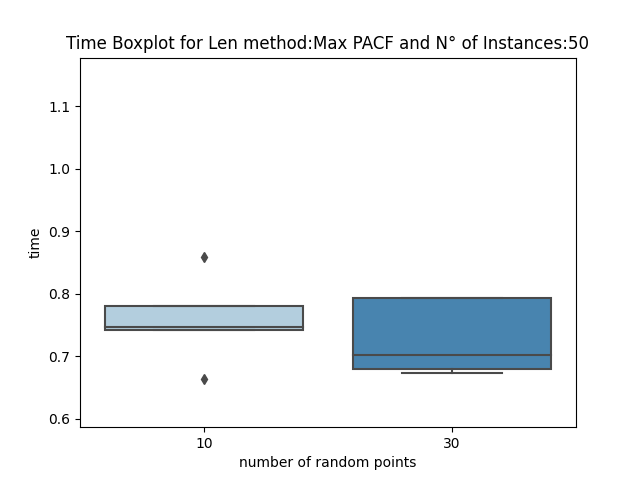 Time Boxplot for Len method:Max PACF and N° of Instances:50
1.1
1.0
0.9
0.8
0.7
0.6
time
10
30
number of random points